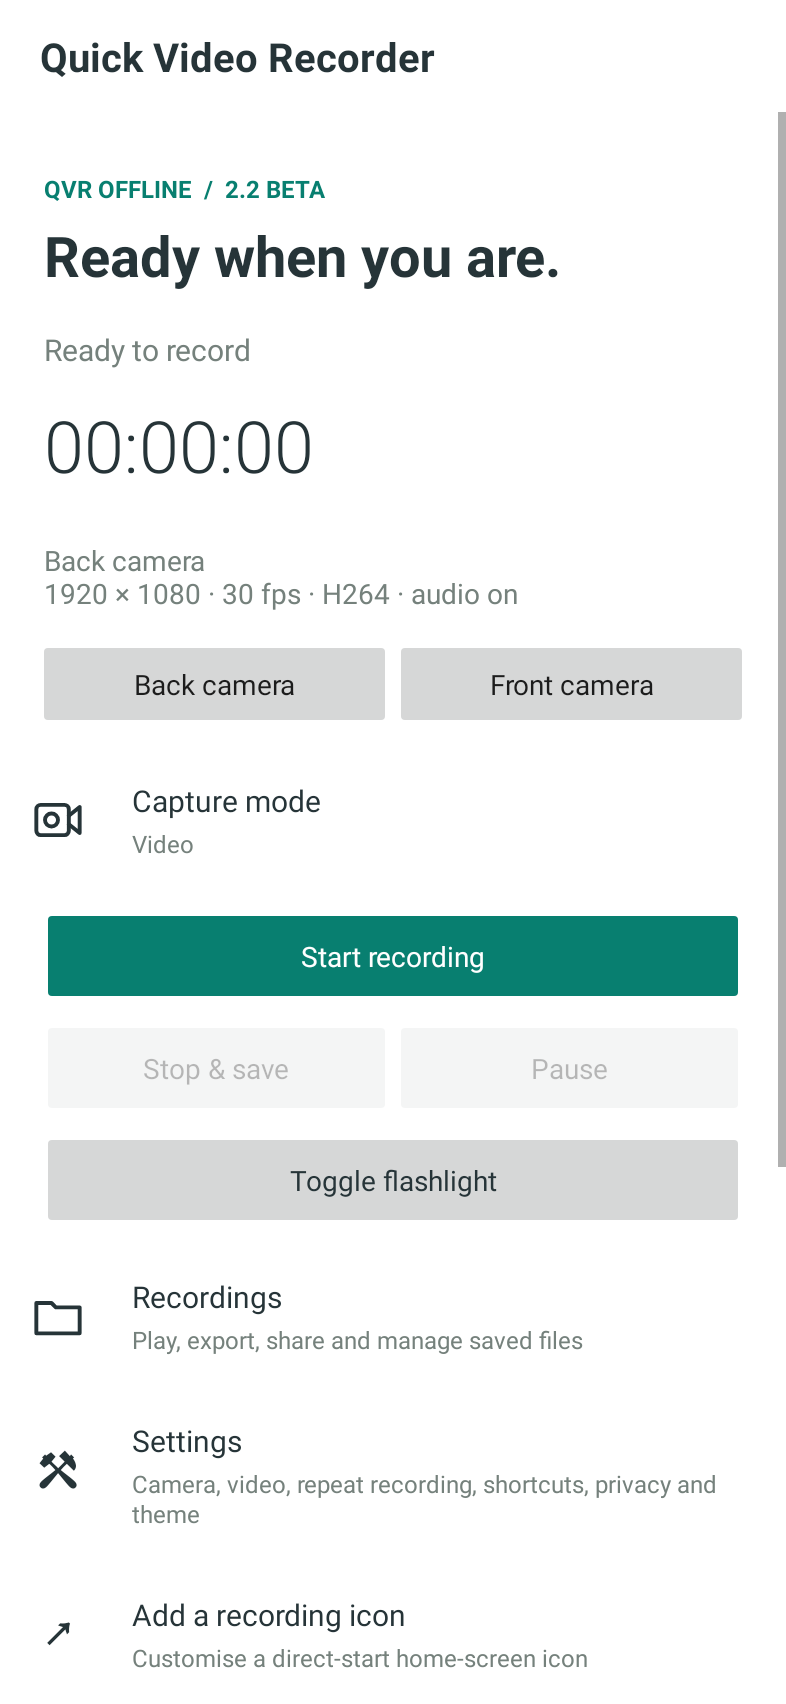 Quick Video Recorder
QVR OFFLINE / 2.2 BETA
Ready when you are.
Ready to record
00:00:00
Back camera
1920 × 1080 · 30 fps · H264 · audio on
Back camera
Front camera
Capture mode
Video
Start recording
Stop & save
Pause
Toggle flashlight
Recordings
Play, export, share and manage saved files
Settings
Camera, video, repeat recording, shortcuts, privacy and
theme
Add a recording icon
Customise a direct-start home-screen icon